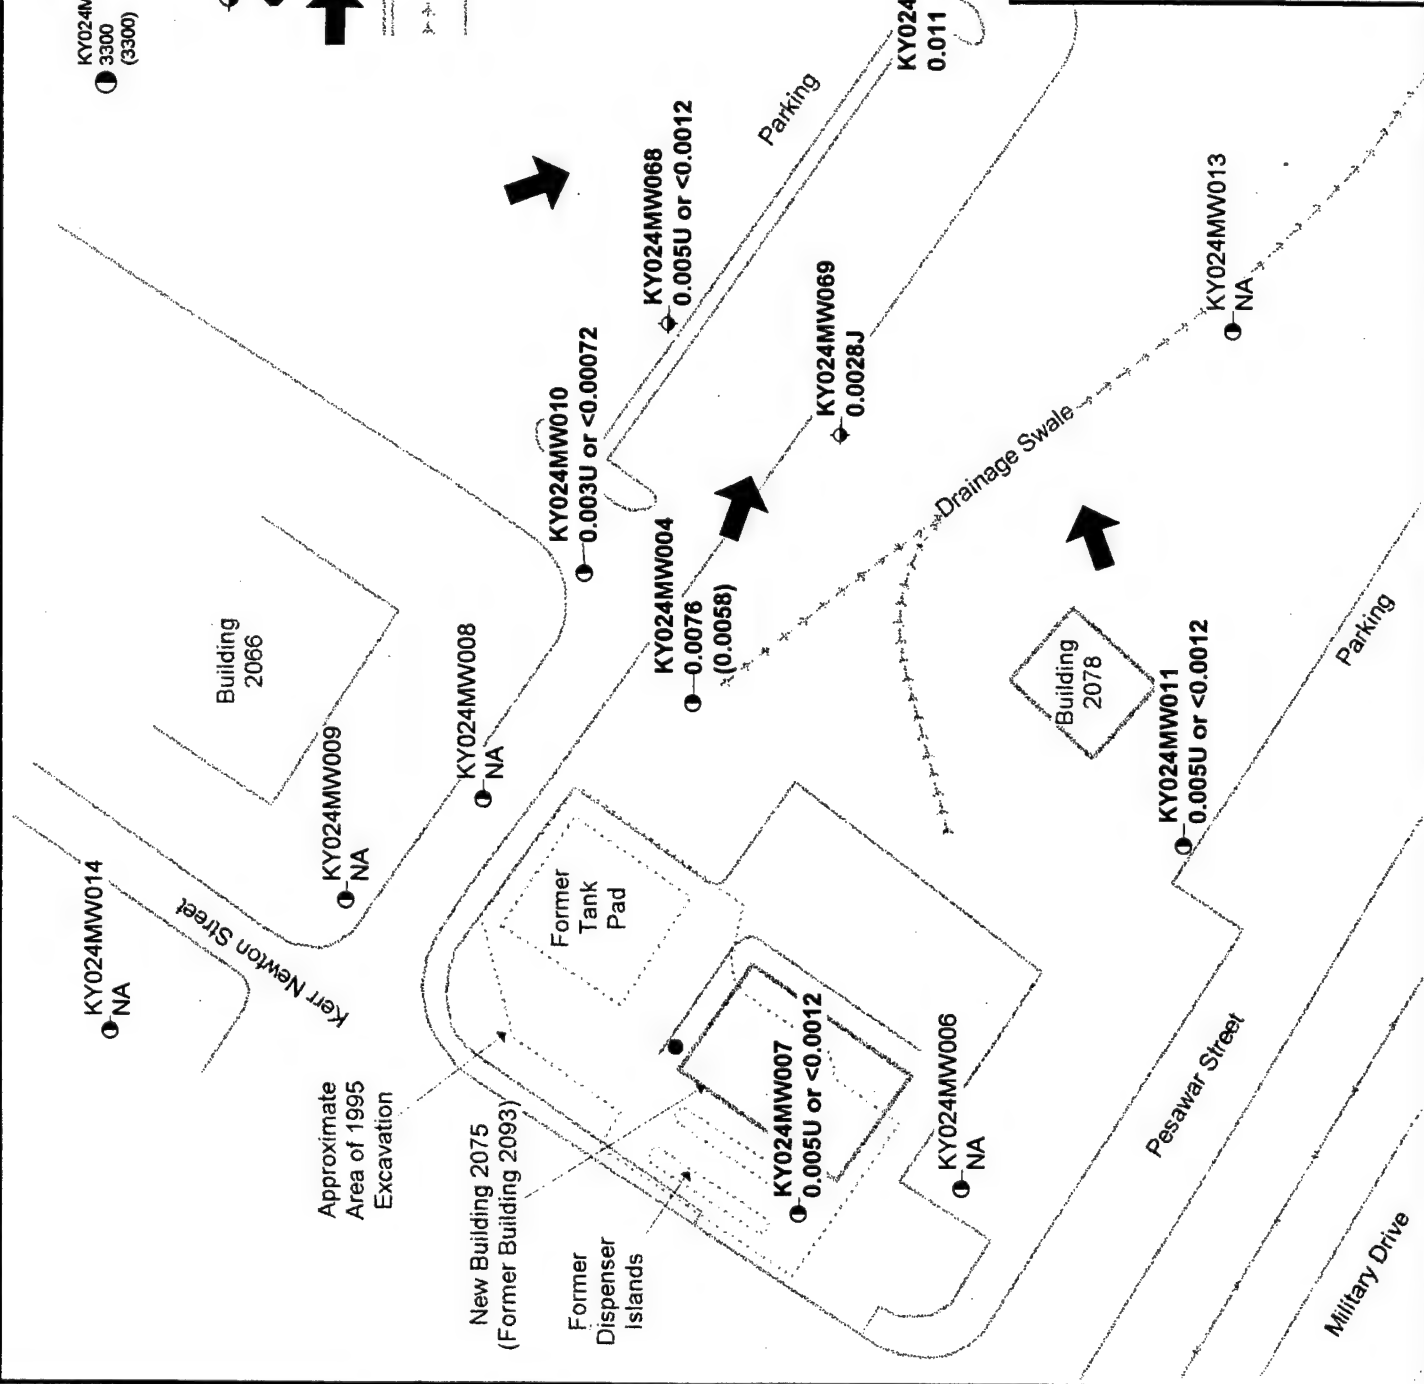 KY024M
3300
(3300)
KY024
0.011
Parking
KY024MW068
0.005U or <0.0012
KY024MW013
NA
KY024MW069
0.0028J
KY024MW010
0.003U or <0.00072
Drainage Swale
KY024MW004
0.0076
(0.0058)
Building
2066
KY024MW008
NA
KY024MW009
NA
Building
2078
Parking
KY024MW011
0.005U or <0.0012
KY024MW014
NA
Kerr Newton Street
Former
Tank
Pad
KY024MW007
0.005U or <0.0012
KY024MW006
NA
Pesawar Street
Approximate
Area of 1995
Excavation
New Building 2075
(Former Building 2093)
Former
Dispenser
Islands
Military Drive